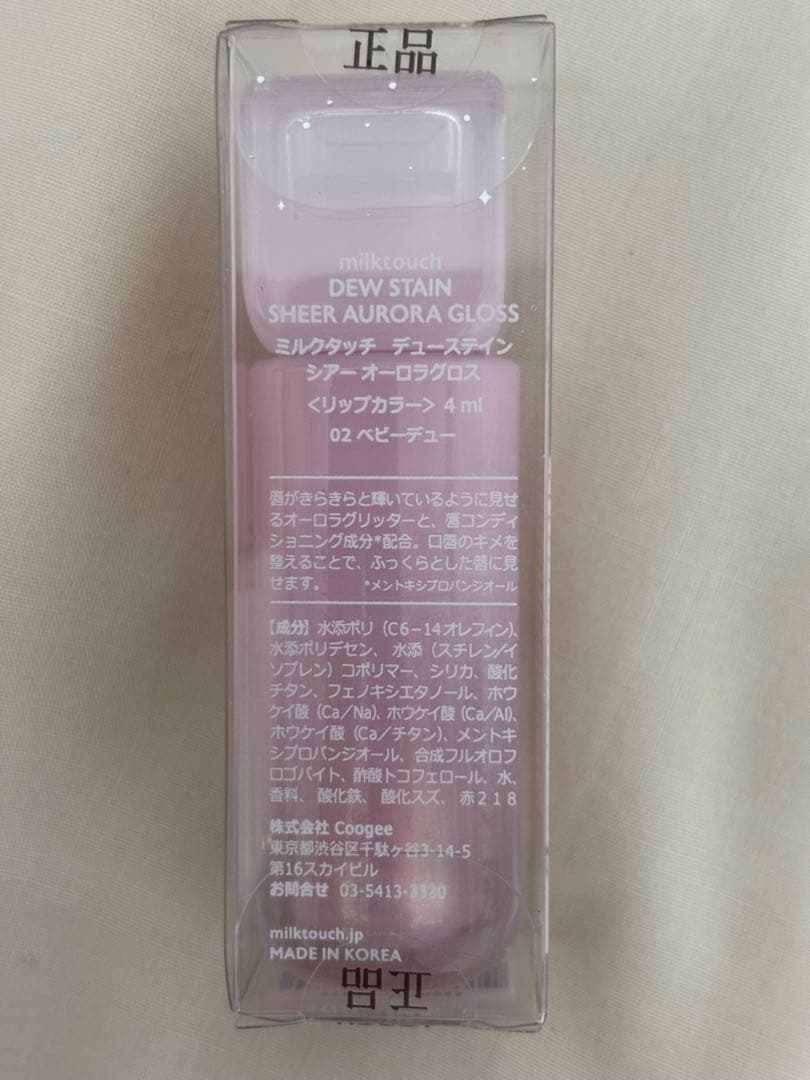 正品
milktouch
DEW STAIN
SHEER AURORA GLOSS
ミルクタッチ デューステイン
シアー オーロラグロス
<リップカラー> 4 ml
02 ベビーデュー
唇がきらきらと輝いているように見せ
るオーロラグリッターと、唇コンディ
ショニング成分*配合。口唇のキメを
整えることで、ふっくらとした唇に見
せます。 *メントキシプロパンジオール
【成分】水添ポリ(C6-14オレフィン)、
水添ポリデセン、水添(スチレン/イ
ソプレン)コポリマー、シリカ、酸化
チタン、フェノキシエタノール、ホウ
ケイ酸(Ca/Na)、ホウケイ酸(Ca/Al)、
ホウケイ酸(Ca/チタン)、メントキ
シプロパンジオール、合成フルオロフ
ロゴパイト、酢酸トコフェロール、水、
香料、酸化鉄、酸化スズ、赤218
株式会社 Coogee
東京都渋谷区千駄ヶ谷3-14-5
第16スカイビル
お問合せ 03-5413-3330
milktouch.jp
MADE IN KOREA
正品